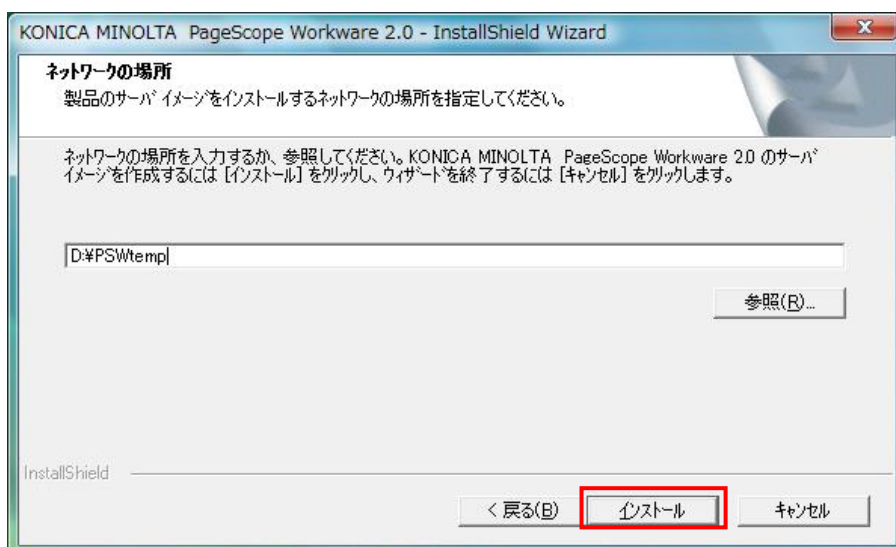 KONICA MINOLTA PageScope Workware 2.0 - InstallShield Wizard
ネットワークの場所
製品のサーバ イメージをインストールするネットワークの場所を指定してください。
ネットワークの場所を入力するか、参照してください。KONICA MINOLTA PageScope Workware 2.0 のサーバ
イメージを作成するには [インストール] をクリックし、ウィザードを終了するには [キャンセル] をクリックします。
D:¥PSWtemp
参照(R)...
InstallShield
< 戻る(B)
インストール
キャンセル